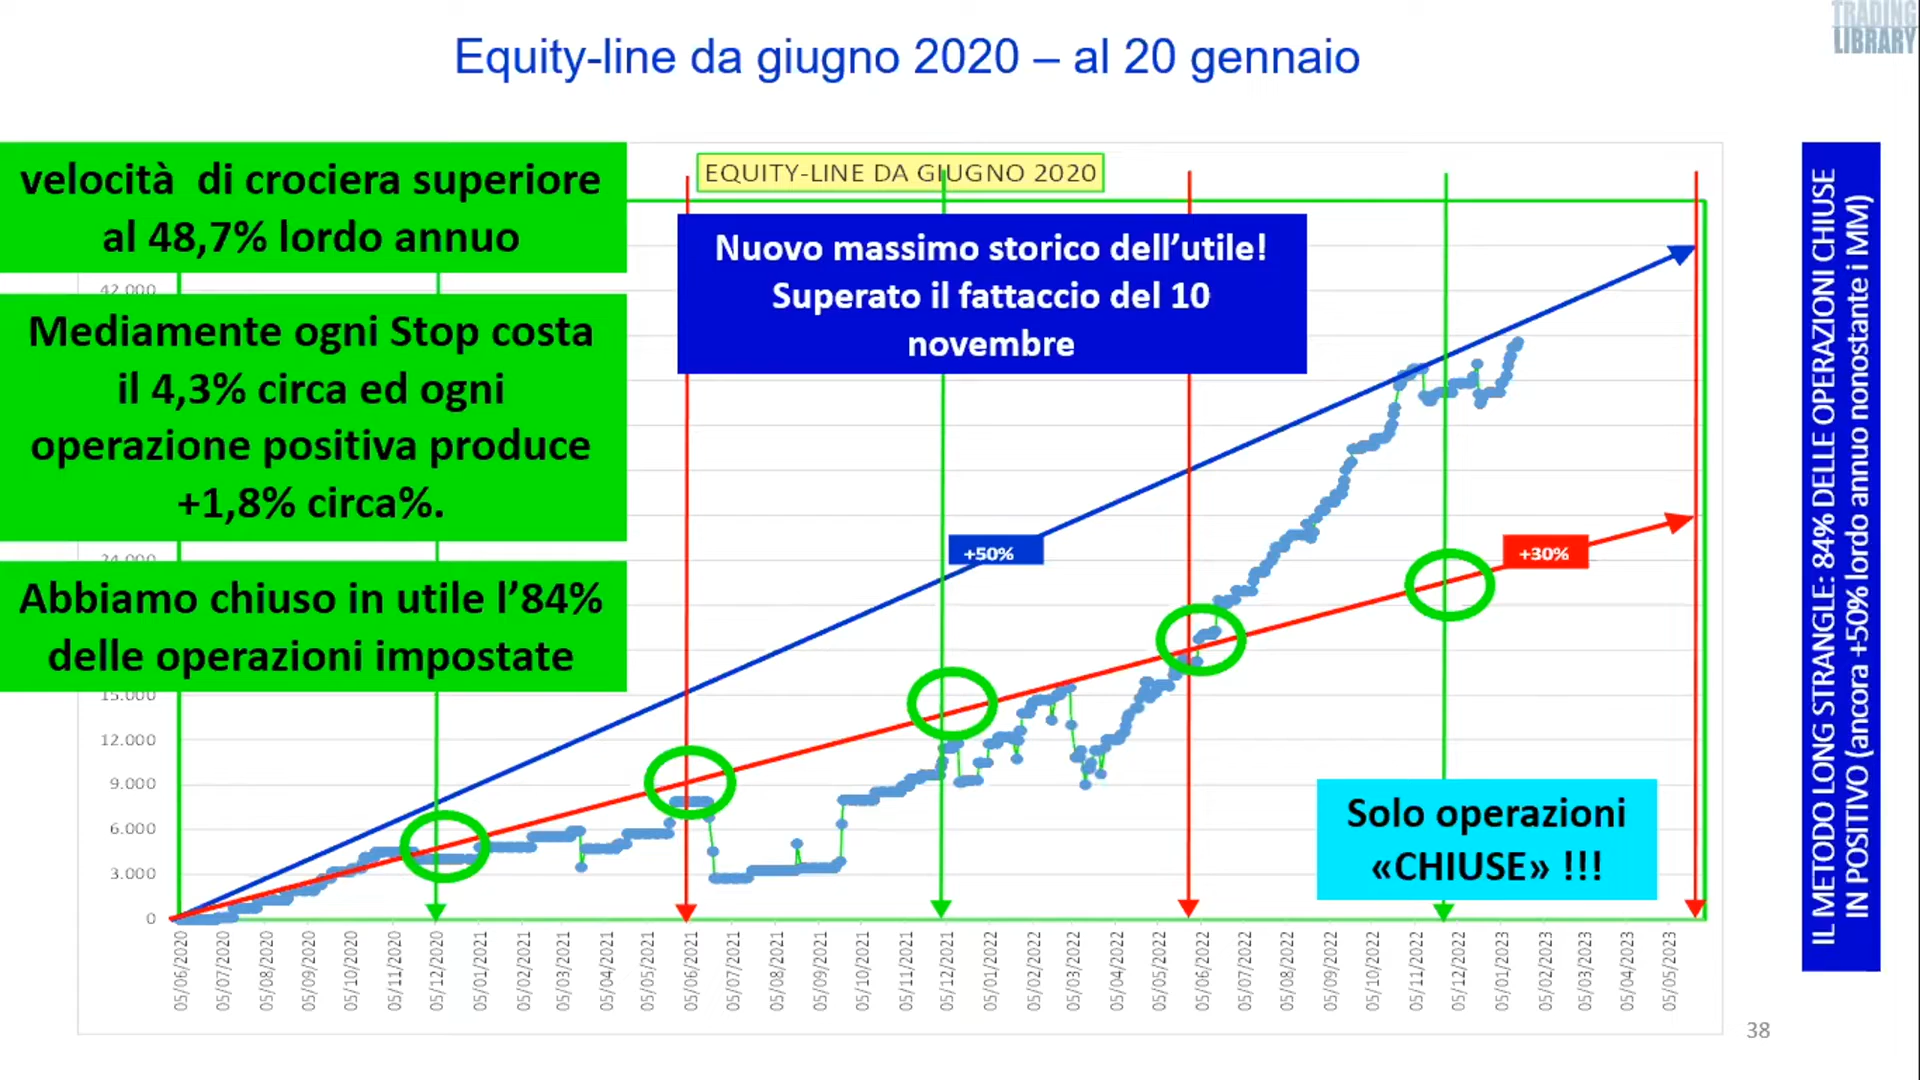 TRADING
LIBRARY
Equity-line da giugno 2020 – al 20 gennaio
velocità di crociera superiore
al 48,7% lordo annuo
EQUITY-LINE DA GIUGNO 2020
Nuovo massimo storico dell'utile!
Superato il fattaccio del 10
novembre
42.000
Mediamente ogni Stop costa
il 4,3% circa ed ogni
operazione positiva produce
+1,8% circa%.
+50%
+30%
24.000
Abbiamo chiuso in utile l'84%
delle operazioni impostate
15.000
12.000
9.000
6.000
3.000
0
Solo operazioni
«CHIUSE» !!!
05/06/2020
05/07/2020
05/08/2020
05/09/2020
05/10/2020
05/11/2020
05/12/2020
05/01/2021
05/02/2021
05/03/2021
05/04/2021
05/05/2021
05/06/2021
05/07/2021
05/08/2021
05/09/2021
05/10/2021
05/11/2021
05/12/2021
05/01/2022
05/02/2022
05/03/2022
05/04/2022
05/05/2022
05/06/2022
05/07/2022
05/08/2022
05/09/2022
05/10/2022
05/11/2022
05/12/2022
05/01/2023
05/02/2023
05/03/2023
05/04/2023
05/05/2023
IL METODO LONG STRANGLE: 84% DELLE OPERAZIONI CHIUSE
IN POSITIVO (ancora +50% lordo annuo nonostante i MM)
38